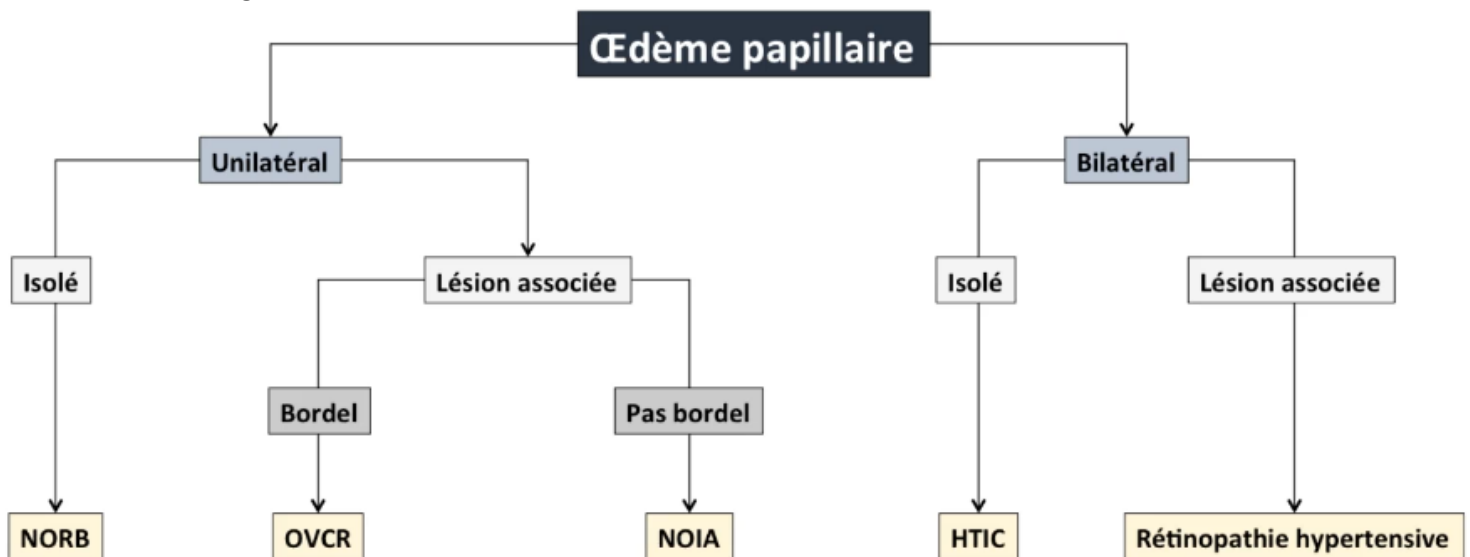 Œdème papillaire
Unilatéral
Bilatéral
Isolé
Lésion associée
Isolé
Lésion associée
Bordel
Pas bordel
NORB
OVCR
NOIA
HTIC
Rétinopathie hypertensive